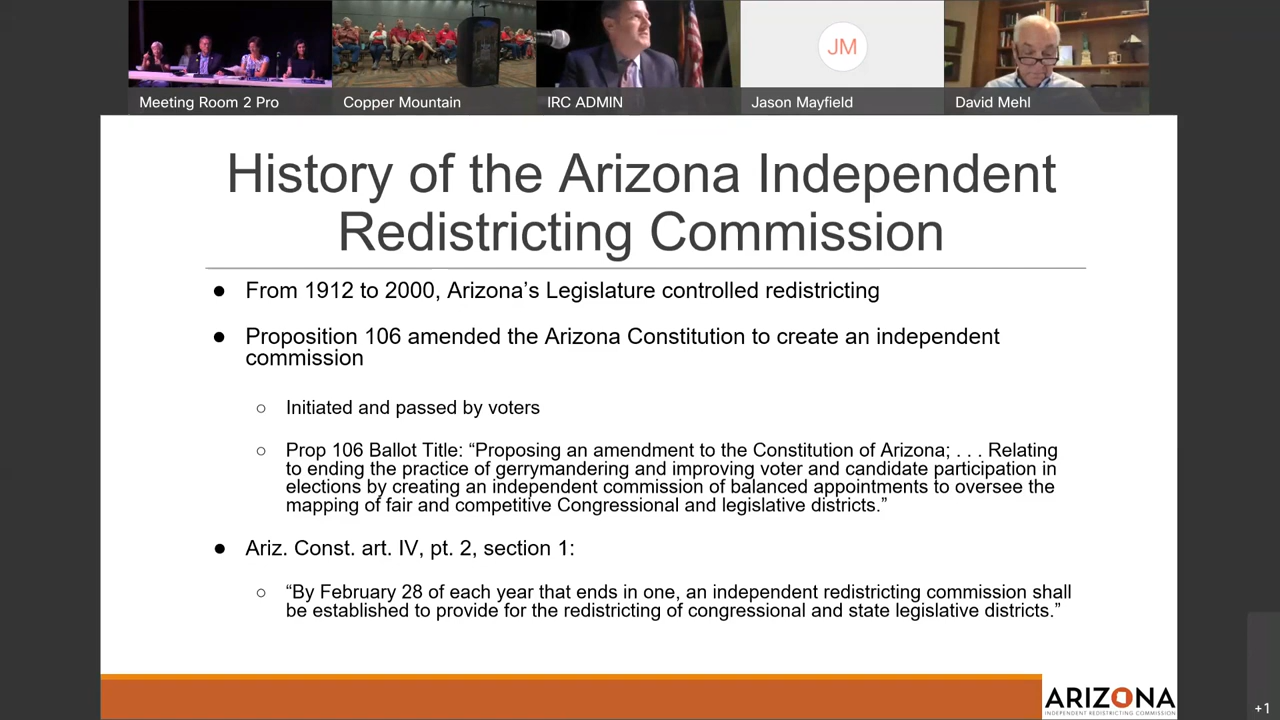 Meeting Room 2 Pro
Copper Mountain
IRC ADMIN
JM
Jason Mayfield
David Mehl
History of the Arizona Independent
Redistricting Commission
● From 1912 to 2000, Arizona’s Legislature controlled redistricting
● Proposition 106 amended the Arizona Constitution to create an independent
commission
○ Initiated and passed by voters
○ Prop 106 Ballot Title: “Proposing an amendment to the Constitution of Arizona; . . . Relating
to ending the practice of gerrymandering and improving voter and candidate participation in
elections by creating an independent commission of balanced appointments to oversee the
mapping of fair and competitive Congressional and legislative districts.”
● Ariz. Const. art. IV, pt. 2, section 1:
○ “By February 28 of each year that ends in one, an independent redistricting commission shall
be established to provide for the redistricting of congressional and state legislative districts.”
ARIZONA
INDEPENDENT REDISTRICTING COMMISSION
+1